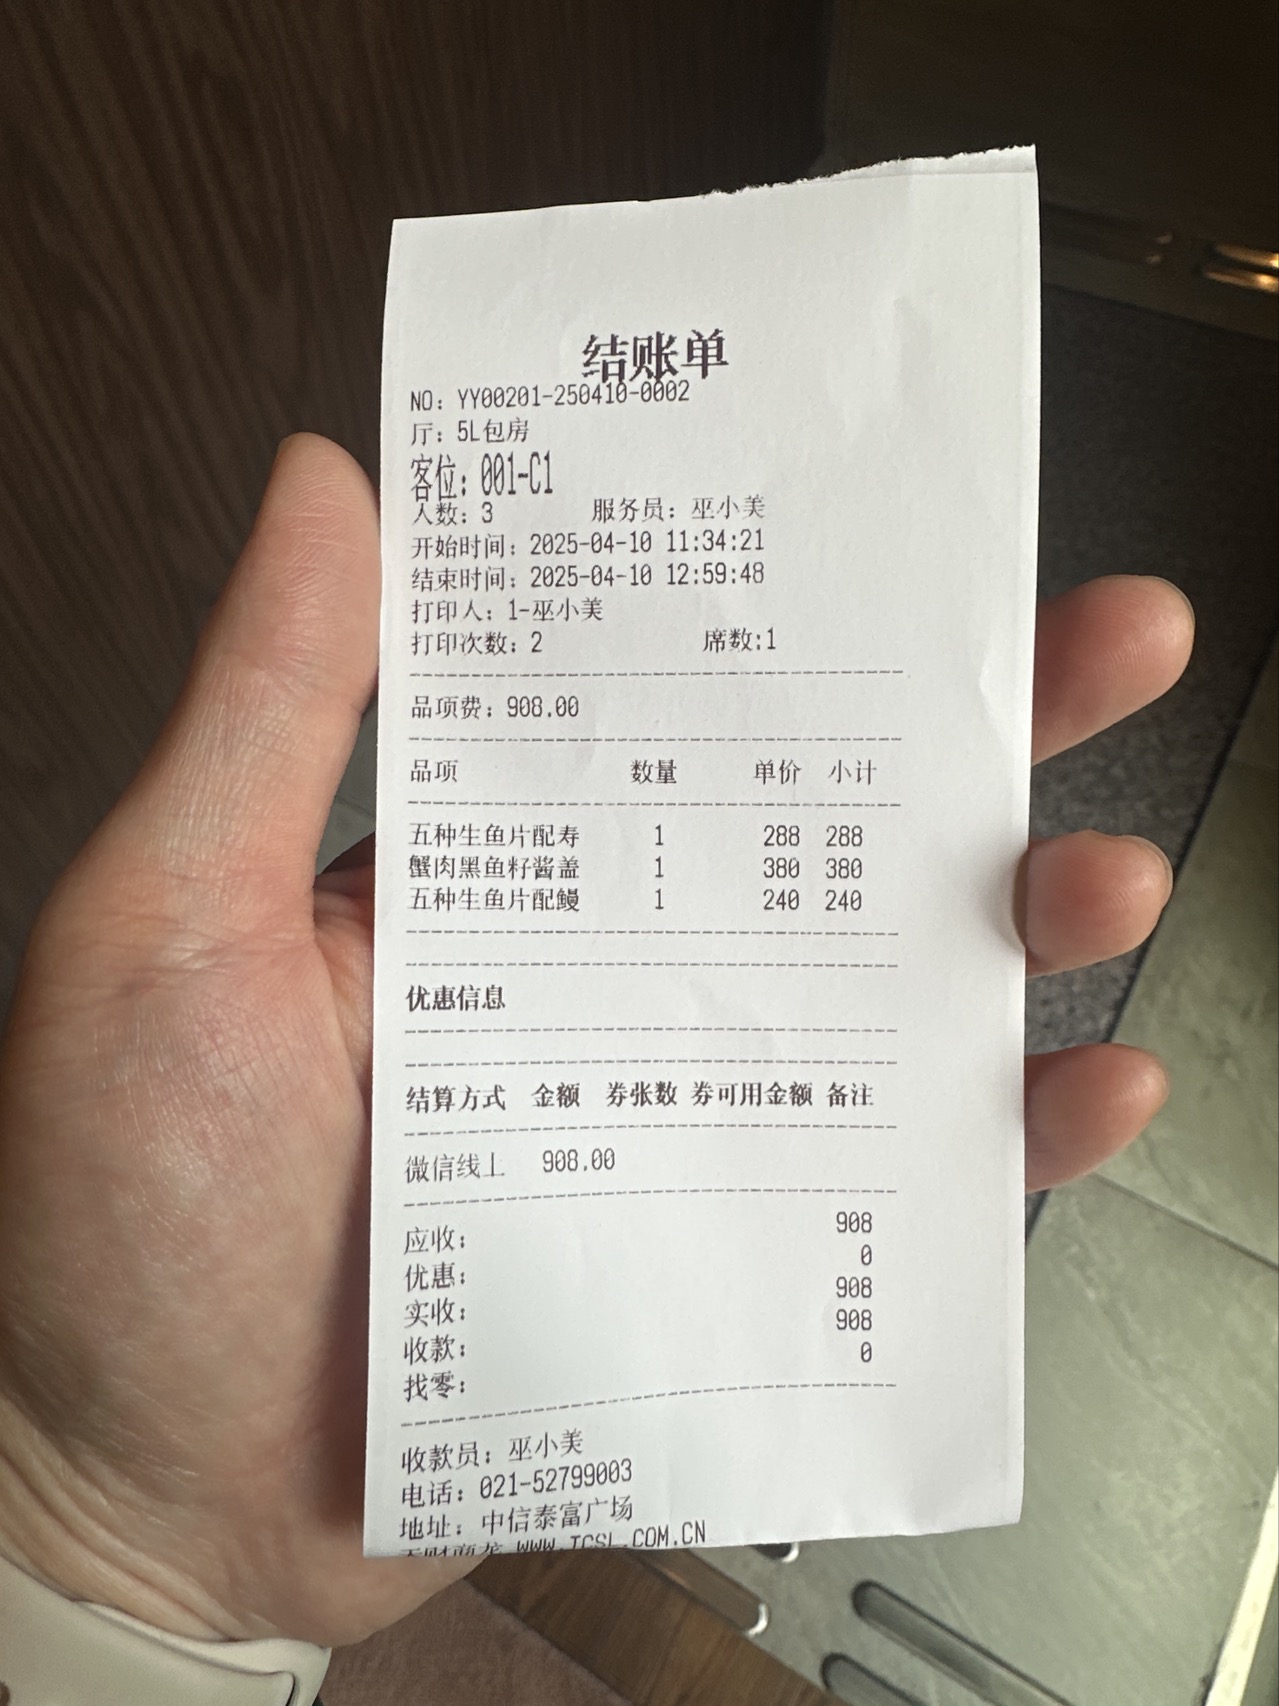 结账单
NO: YY00201-250410-0002
厅: 5L包房
客位: 001-C1
人数: 3 服务员: 巫小美
开始时间: 2025-04-10 11:34:21
结束时间: 2025-04-10 12:59:48
打印人: 1-巫小美
打印次数: 2 席数:1
品项费: 908.00
品项 数量 单价 小计
五种生鱼片配寿 1 288 288
蟹肉黑鱼籽酱盖 1 380 380
五种生鱼片配鳗 1 240 240
优惠信息
结算方式 金额 券张数 券可用金额 备注
微信线上 908.00
应收: 908
优惠: 0
实收: 908
收款: 908
找零: 0
收款员: 巫小美
电话: 021-52799003
地址: 中信泰富广场
天财商龙 WWW.TCSL.COM.CN